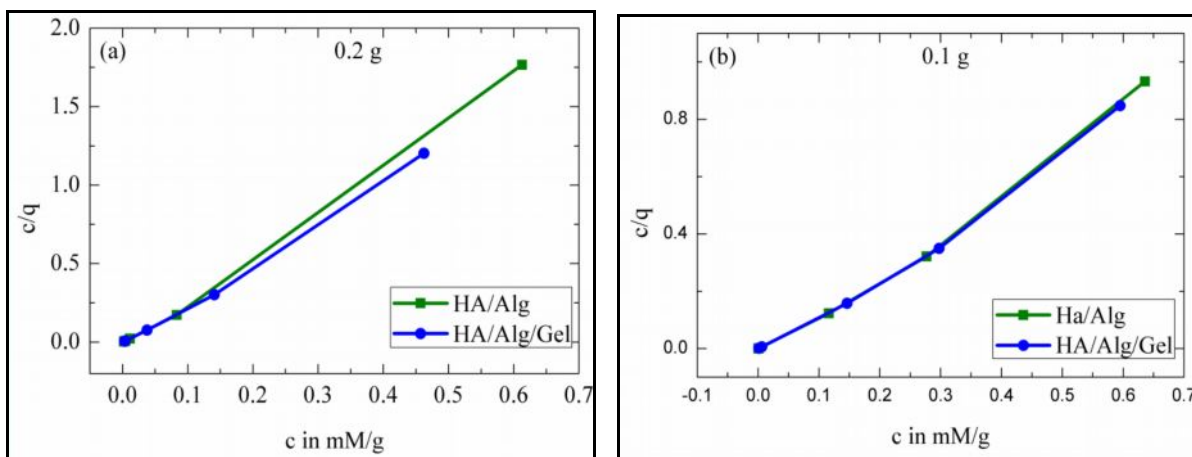 (a)
0.2 g
2.0
1.5
1.0
0.5
0.0
c/q
HA/Alg
HA/Alg/Gel
0.0 0.1 0.2 0.3 0.4 0.5 0.6 0.7
c in mM/g
(b)
0.1 g
0.8
0.4
0.0
c/q
Ha/Alg
HA/Alg/Gel
-0.1 0.0 0.1 0.2 0.3 0.4 0.5 0.6 0.7
c in mM/g